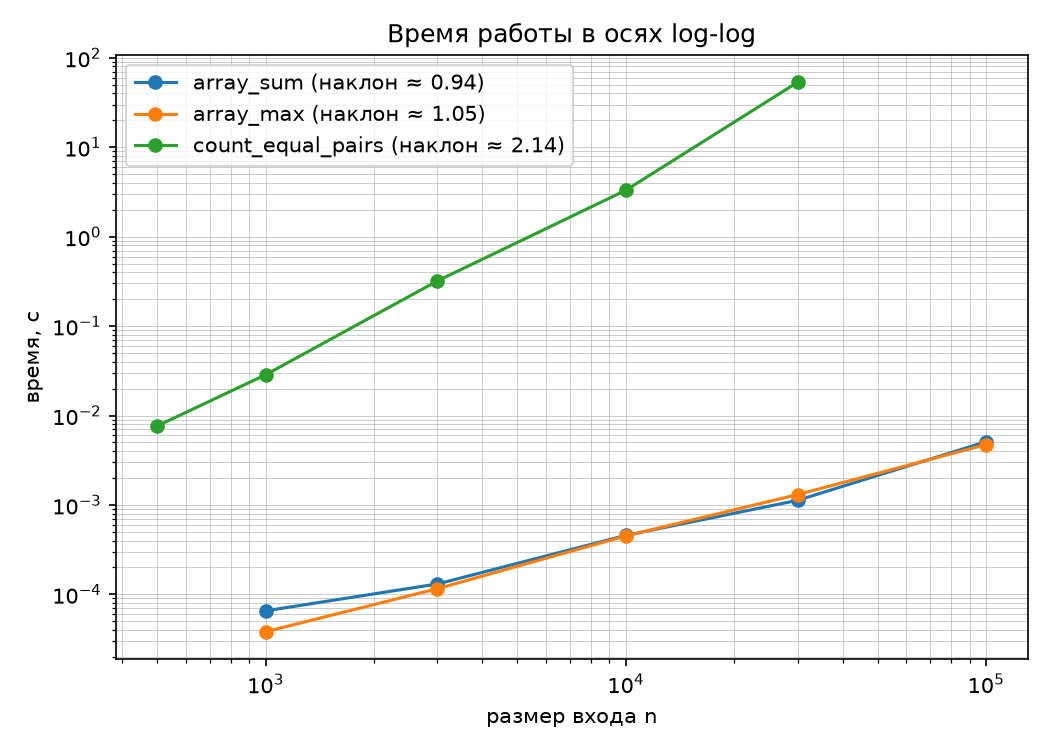 Время работы в осях log-log
array_sum (наклон ≈ 0.94)
array_max (наклон ≈ 1.05)
count_equal_pairs (наклон ≈ 2.14)
время, с
10²
10¹
10⁰
10⁻¹
10⁻²
10⁻³
10⁻⁴
10³
10⁴
10⁵
размер входа n